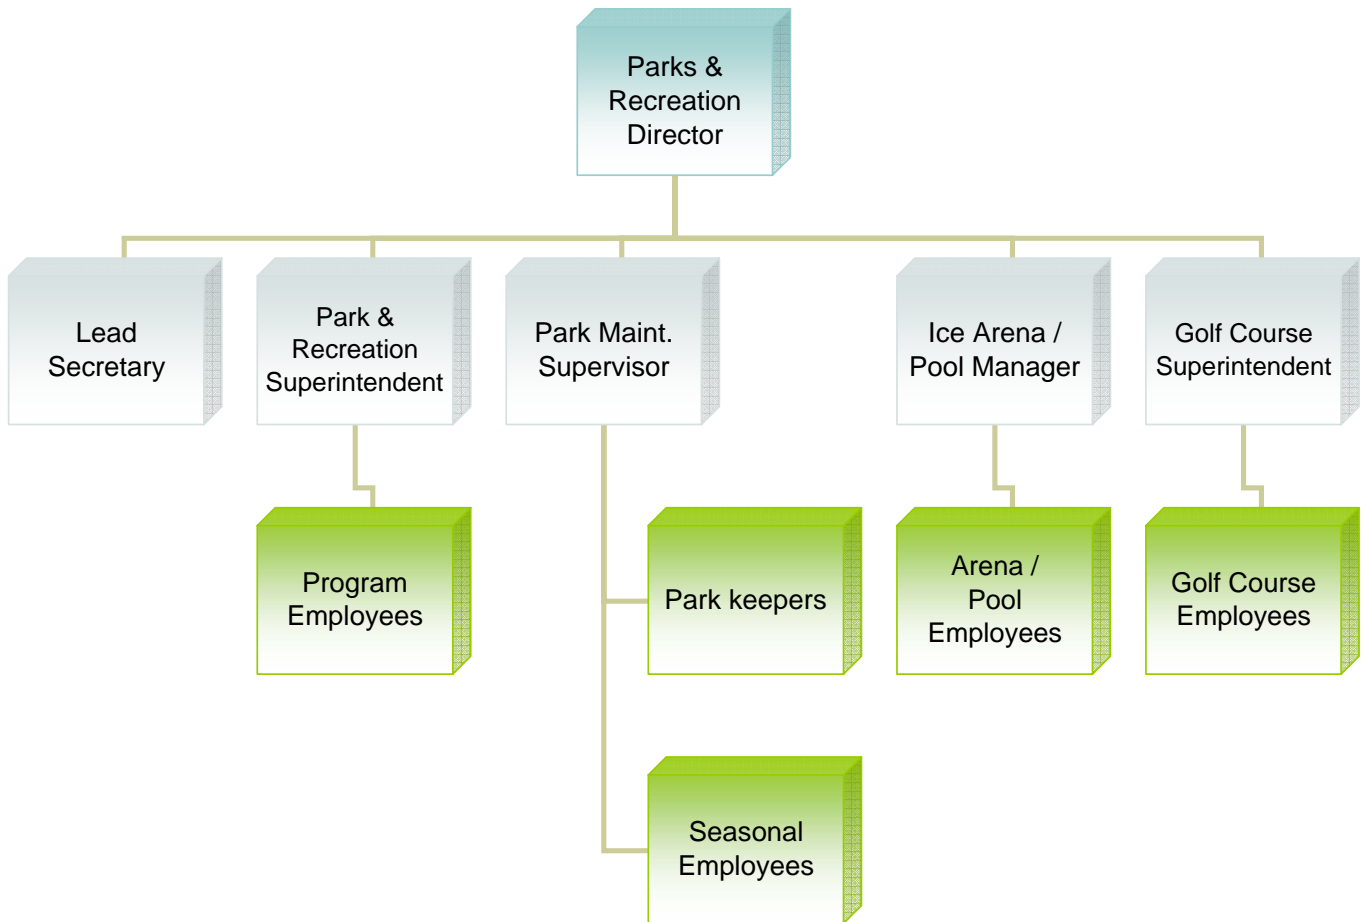 Parks &
Recreation
Director
Lead
Secretary
Park &
Recreation
Superintendent
Park Maint.
Supervisor
Ice Arena /
Pool Manager
Golf Course
Superintendent
Program
Employees
Park keepers
Arena /
Pool
Employees
Golf Course
Employees
Seasonal
Employees